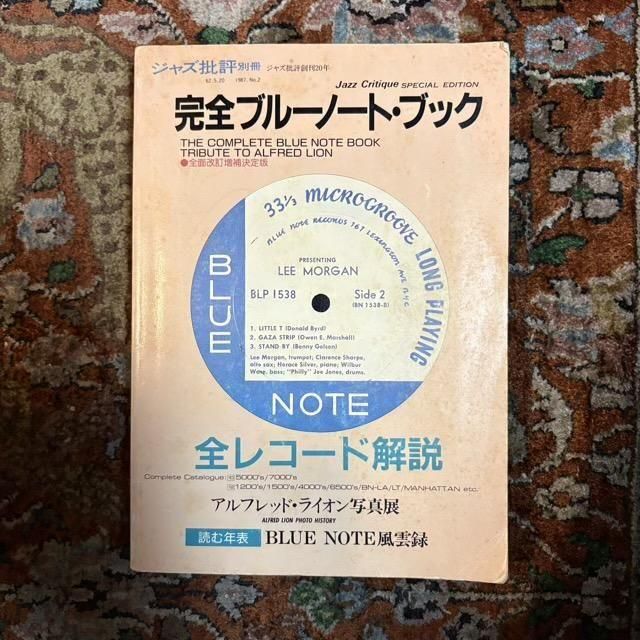 ジャズ批評別冊 ジャズ批評創刊20年
62.5.20 1987. No.2
Jazz Critique SPECIAL EDITION
完全ブルーノート・ブック
THE COMPLETE BLUE NOTE BOOK
TRIBUTE TO ALFRED LION
●全面改訂増補決定版
33⅓ MICROGROOVE LONG PLAYING
BLUE NOTE RECORDS 767 LEXINGTON AVE NYC
BLUE
PRESENTING
LEE MORGAN
BLP 1538 Side 2
(BN 1538-B)
1. LITTLE T (Donald Byrd)
2. GAZA STRIP (Owen E. Marshall)
3. STAND BY (Benny Golson)
Lee Morgan, trumpet; Clarence Sharpe,
alto sax; Horace Silver, piano; Wilbur
Ware, bass; "Philly" Joe Jones, drums.
NOTE
全レコード解説
Complete Catalogue: 5000's/7000's
1200's/1500's/4000's/6500's/BN-LA/LT/MANHATTAN etc.
アルフレッド・ライオン写真展
ALFRED LION PHOTO HISTORY
読む年表 BLUE NOTE風雲録